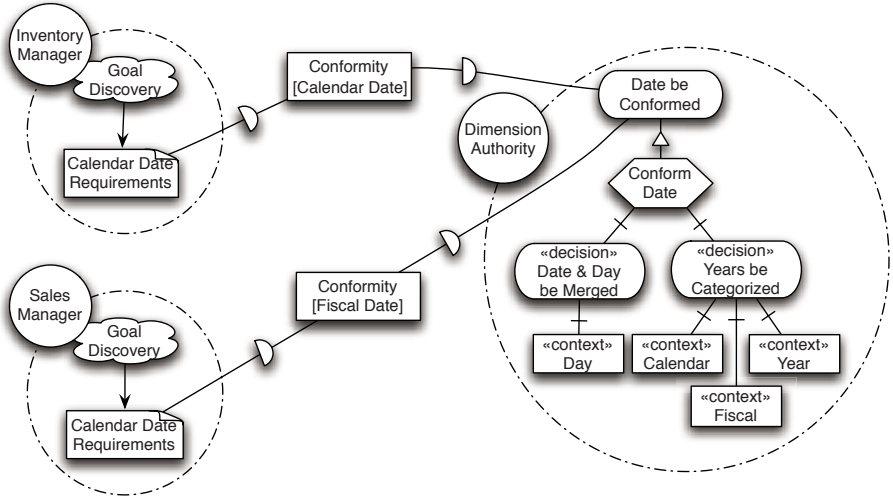 Inventory
Manager
Goal
Discovery
Calendar Date
Requirements
Conformity
[Calendar Date]
Date be
Conformed
Dimension
Authority
Conform
Date
«decision»
Date & Day
be Merged
«decision»
Years be
Categorized
«context»
Day
«context»
Calendar
«context»
Year
«context»
Fiscal
Conformity
[Fiscal Date]
Sales
Manager
Goal
Discovery
Calendar Date
Requirements